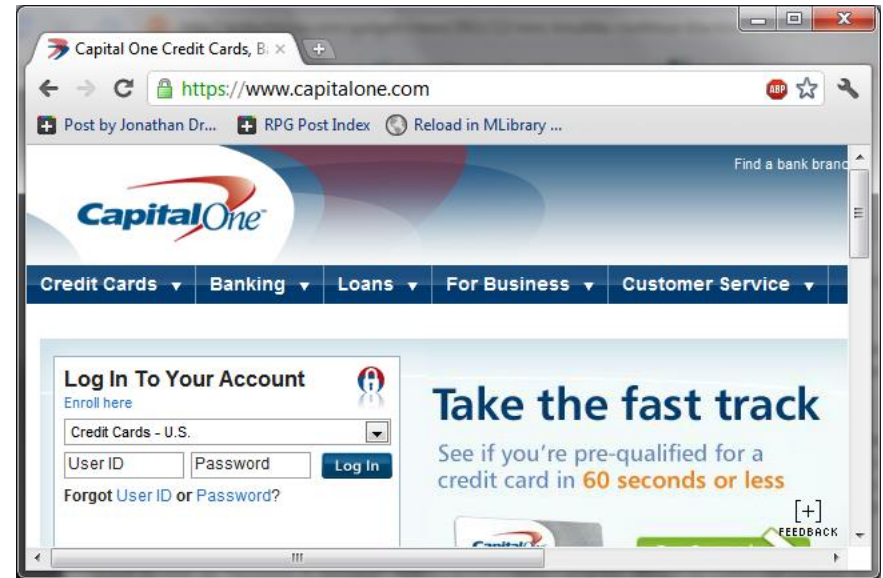 Capital One Credit Cards, B
https://www.capitalone.com
ABP
Post by Jonathan Dr... RPG Post Index Reload in MLibrary ...
Find a bank branc
CapitalOne
Credit Cards Banking Loans For Business Customer Service
Log In To Your Account
Enroll here
Credit Cards - U.S.
User ID Password Log In
Forgot User ID or Password?
Take the fast track
See if you're pre-qualified for a
credit card in 60 seconds or less
[+]
FEEDBACK